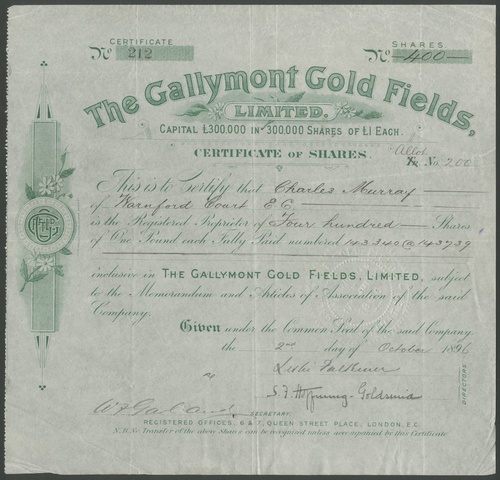 CERTIFICATE
No 212
SHARES.
No 400
The Gallymont Gold Fields,
LIMITED,
CAPITAL £300,000 IN 300,000 SHARES OF £1 EACH.
CERTIFICATE OF SHARES.
Allot. No. 200
This is to Certify that Charles Murray
of Warnford Court E.C.
is the Registered Proprietor of Four hundred Shares
of One Pound each Fully Paid numbered 143340 @ 143739
inclusive in THE GALLYMONT GOLD FIELDS, LIMITED, subject
to the Memorandum and Articles of Association of the said
Company.
Given under the Common Seal of the said Company
the 2nd day of October 1896
Leslie Falkiner
SECRETARY.
REGISTERED OFFICES, 6 & 7, QUEEN STREET PLACE, LONDON, E.C.
N.B. No Transfer of the above Shares can be registered unless accompanied by this Certificate
DIRECTORS